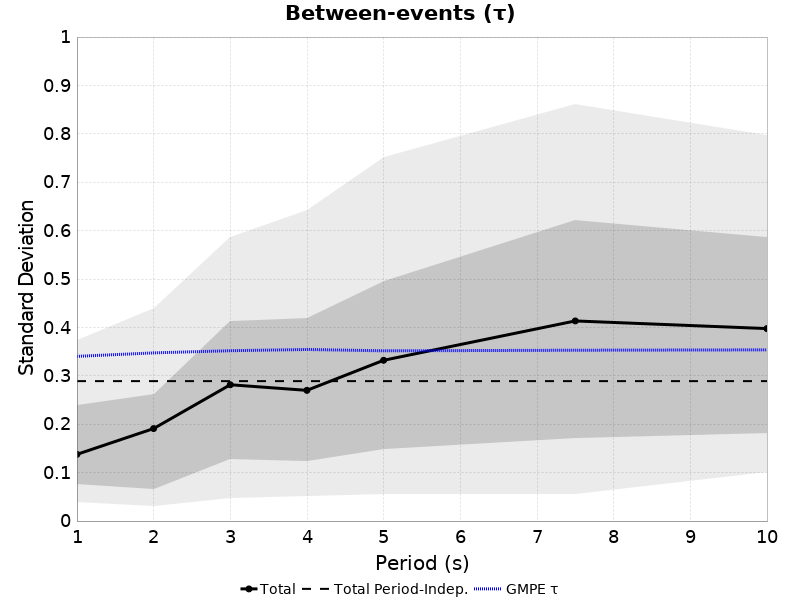 Between-events (τ)
1
0.9
0.8
0.7
0.6
0.5
0.4
0.3
0.2
0.1
0
Standard Deviation
1 2 3 4 5 6 7 8 9 10
Period (s)
Total Total Period-Indep. GMPE τ